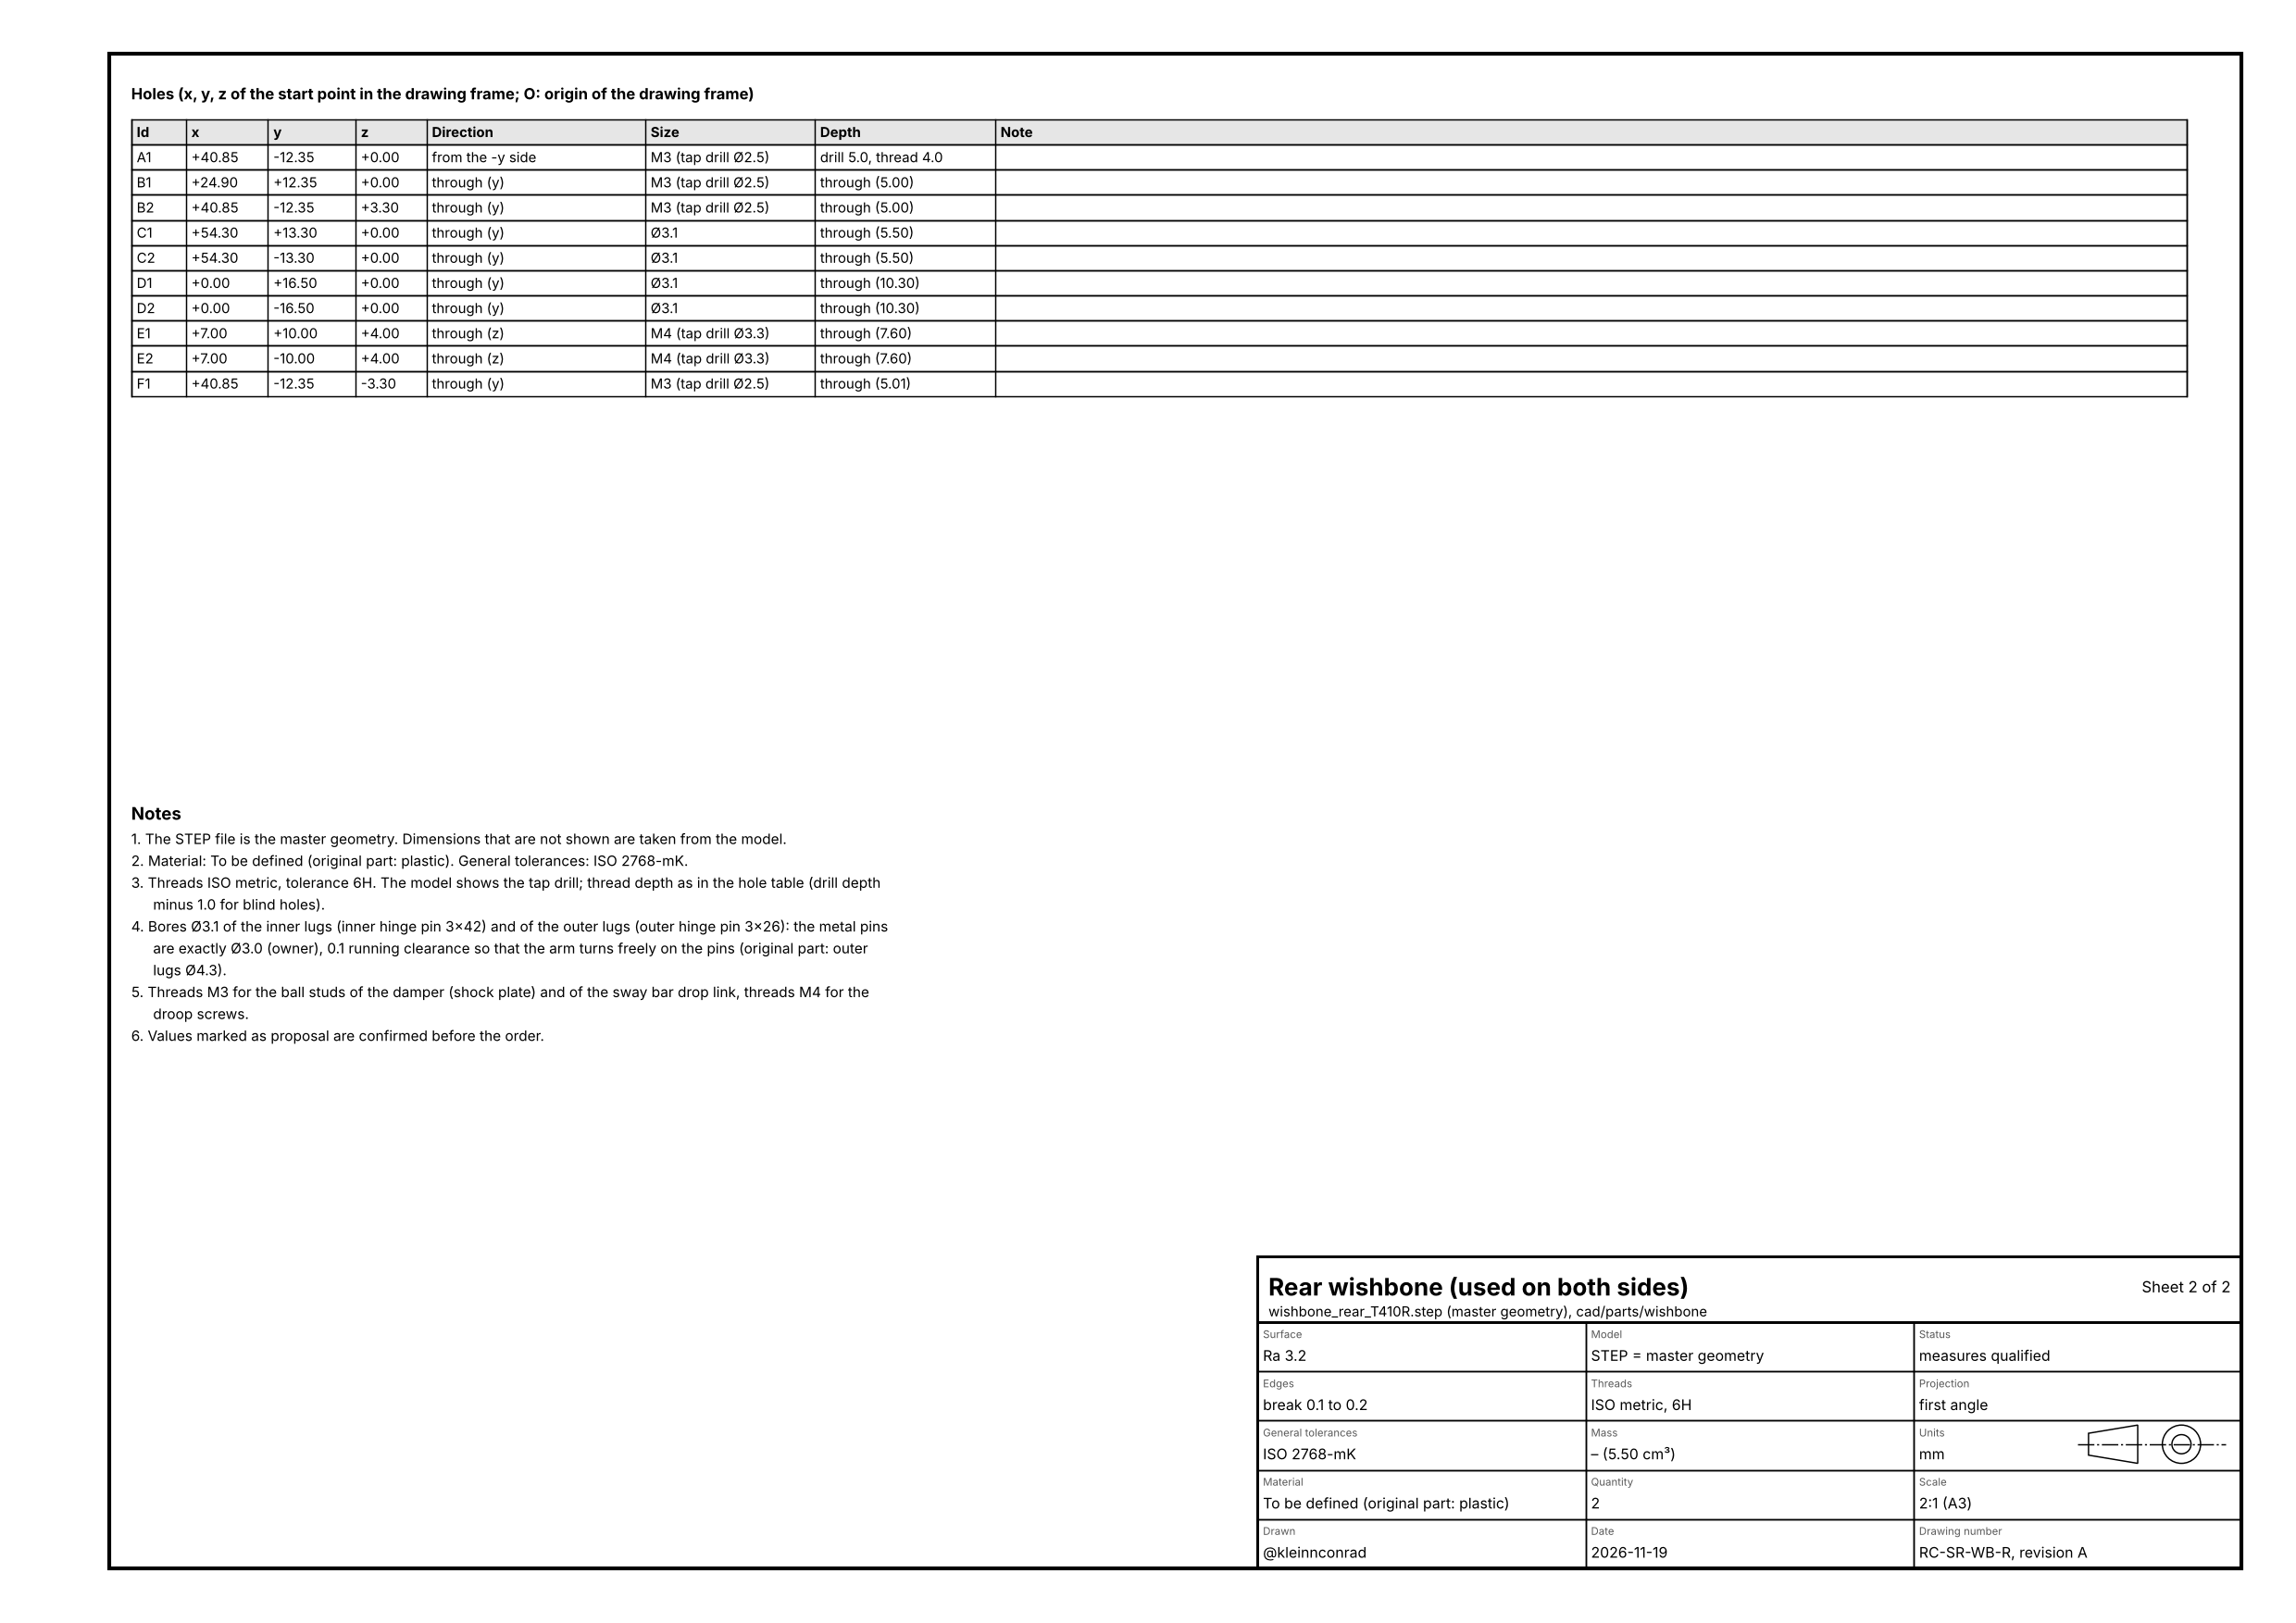 Holes (x, y, z of the start point in the drawing frame; O: origin of the drawing frame)
Id x y z Direction Size Depth Note
A1 +40.85 -12.35 +0.00 from the -y side M3 (tap drill Ø2.5) drill 5.0, thread 4.0
B1 +24.90 +12.35 +0.00 through (y) M3 (tap drill Ø2.5) through (5.00)
B2 +40.85 -12.35 +3.30 through (y) M3 (tap drill Ø2.5) through (5.00)
C1 +54.30 +13.30 +0.00 through (y) Ø3.1 through (5.50)
C2 +54.30 -13.30 +0.00 through (y) Ø3.1 through (5.50)
D1 +0.00 +16.50 +0.00 through (y) Ø3.1 through (10.30)
D2 +0.00 -16.50 +0.00 through (y) Ø3.1 through (10.30)
E1 +7.00 +10.00 +4.00 through (z) M4 (tap drill Ø3.3) through (7.60)
E2 +7.00 -10.00 +4.00 through (z) M4 (tap drill Ø3.3) through (7.60)
F1 +40.85 -12.35 -3.30 through (y) M3 (tap drill Ø2.5) through (5.01)
Notes
1. The STEP file is the master geometry. Dimensions that are not shown are taken from the model.
2. Material: To be defined (original part: plastic). General tolerances: ISO 2768-mK.
3. Threads ISO metric, tolerance 6H. The model shows the tap drill; thread depth as in the hole table (drill depth
minus 1.0 for blind holes).
4. Bores Ø3.1 of the inner lugs (inner hinge pin 3×42) and of the outer lugs (outer hinge pin 3×26): the metal pins
are exactly Ø3.0 (owner), 0.1 running clearance so that the arm turns freely on the pins (original part: outer
lugs Ø4.3).
5. Threads M3 for the ball studs of the damper (shock plate) and of the sway bar drop link, threads M4 for the
droop screws.
6. Values marked as proposal are confirmed before the order.
Rear wishbone (used on both sides) Sheet 2 of 2
wishbone_rear_T410R.step (master geometry), cad/parts/wishbone
Surface Model Status
Ra 3.2 STEP = master geometry measures qualified
Edges Threads Projection
break 0.1 to 0.2 ISO metric, 6H first angle
General tolerances Mass Units
ISO 2768-mK – (5.50 cm³) mm
Material Quantity Scale
To be defined (original part: plastic) 2 2:1 (A3)
Drawn Date Drawing number
@kleinnconrad 2026-11-19 RC-SR-WB-R, revision A